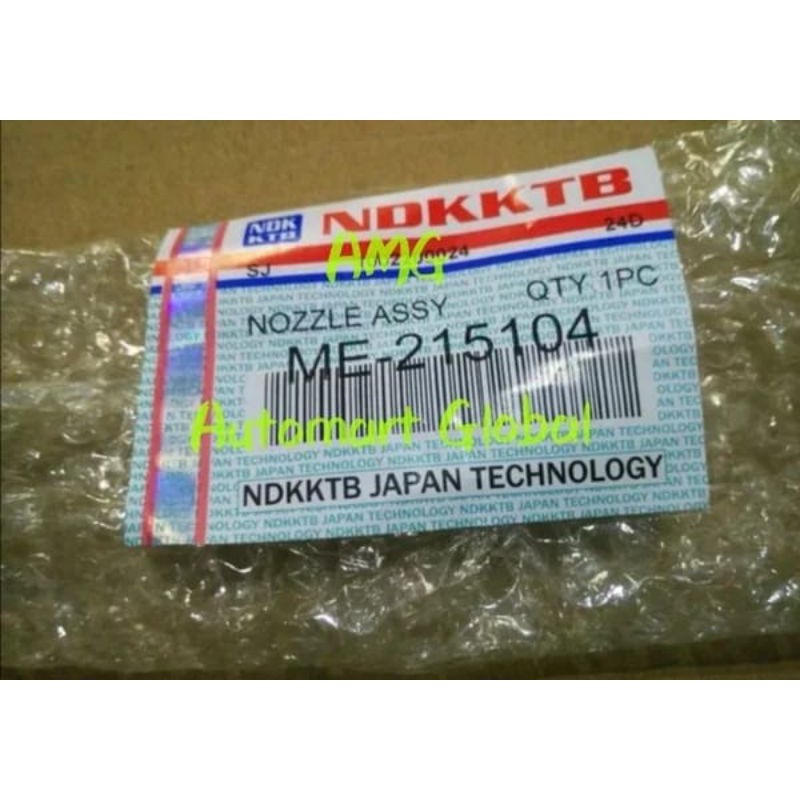 NDK
KTB
NDKKTB
24D
SJ
AMG
NOZZLE ASSY
QTY 1PC
ME-215104
Automart Global
NDKKTB JAPAN TECHNOLOGY